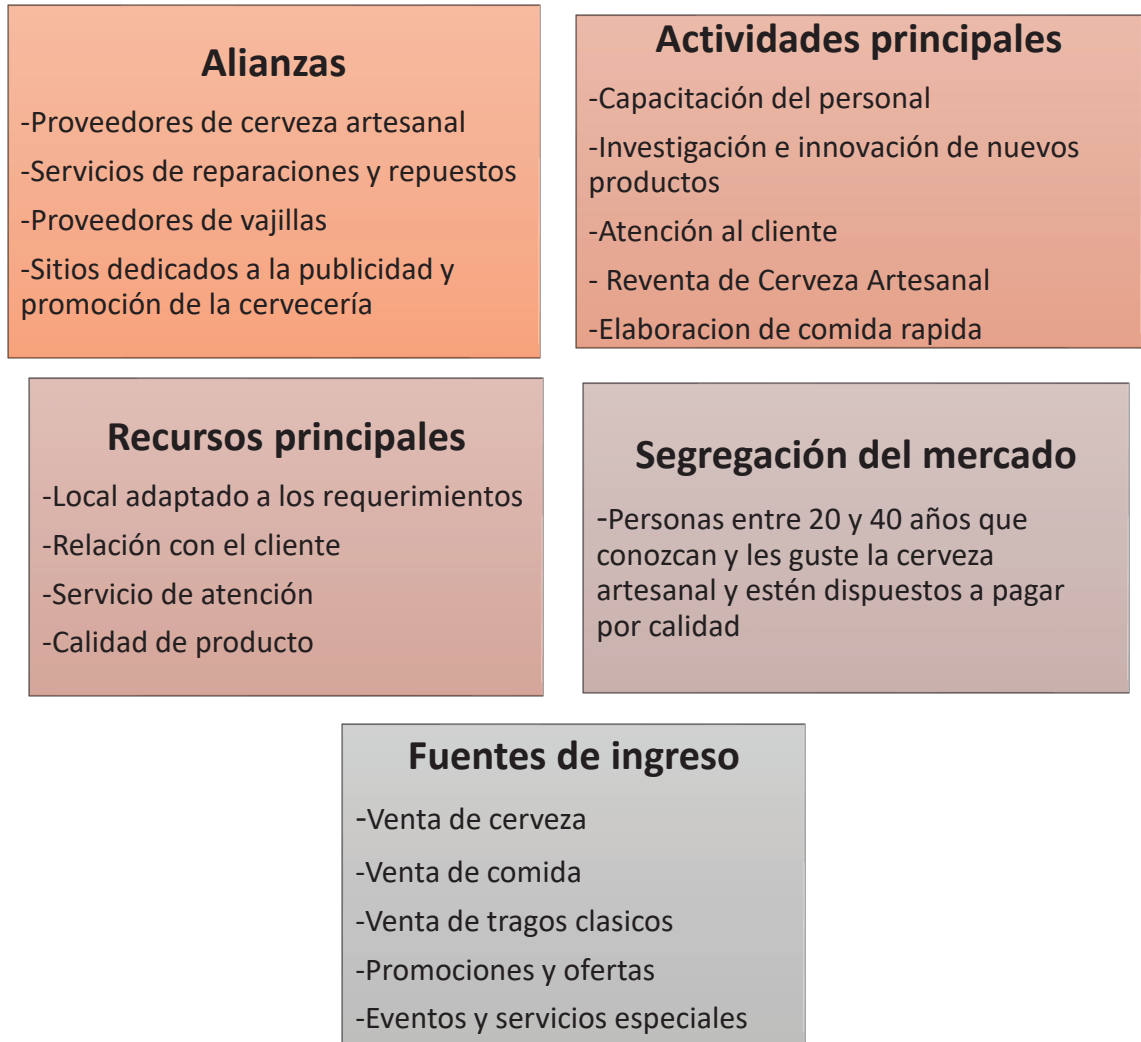 Alianzas
-Proveedores de cerveza artesanal
-Servicios de reparaciones y repuestos
-Proveedores de vajillas
-Sitios dedicados a la publicidad y
promoción de la cervecería
Actividades principales
-Capacitación del personal
-Investigación e innovación de nuevos
productos
-Atención al cliente
- Reventa de Cerveza Artesanal
-Elaboracion de comida rapida
Recursos principales
-Local adaptado a los requerimientos
-Relación con el cliente
-Servicio de atención
-Calidad de producto
Segregación del mercado
-Personas entre 20 y 40 años que
conozcan y les guste la cerveza
artesanal y estén dispuestos a pagar
por calidad
Fuentes de ingreso
-Venta de cerveza
-Venta de comida
-Venta de tragos clasicos
-Promociones y ofertas
-Eventos y servicios especiales